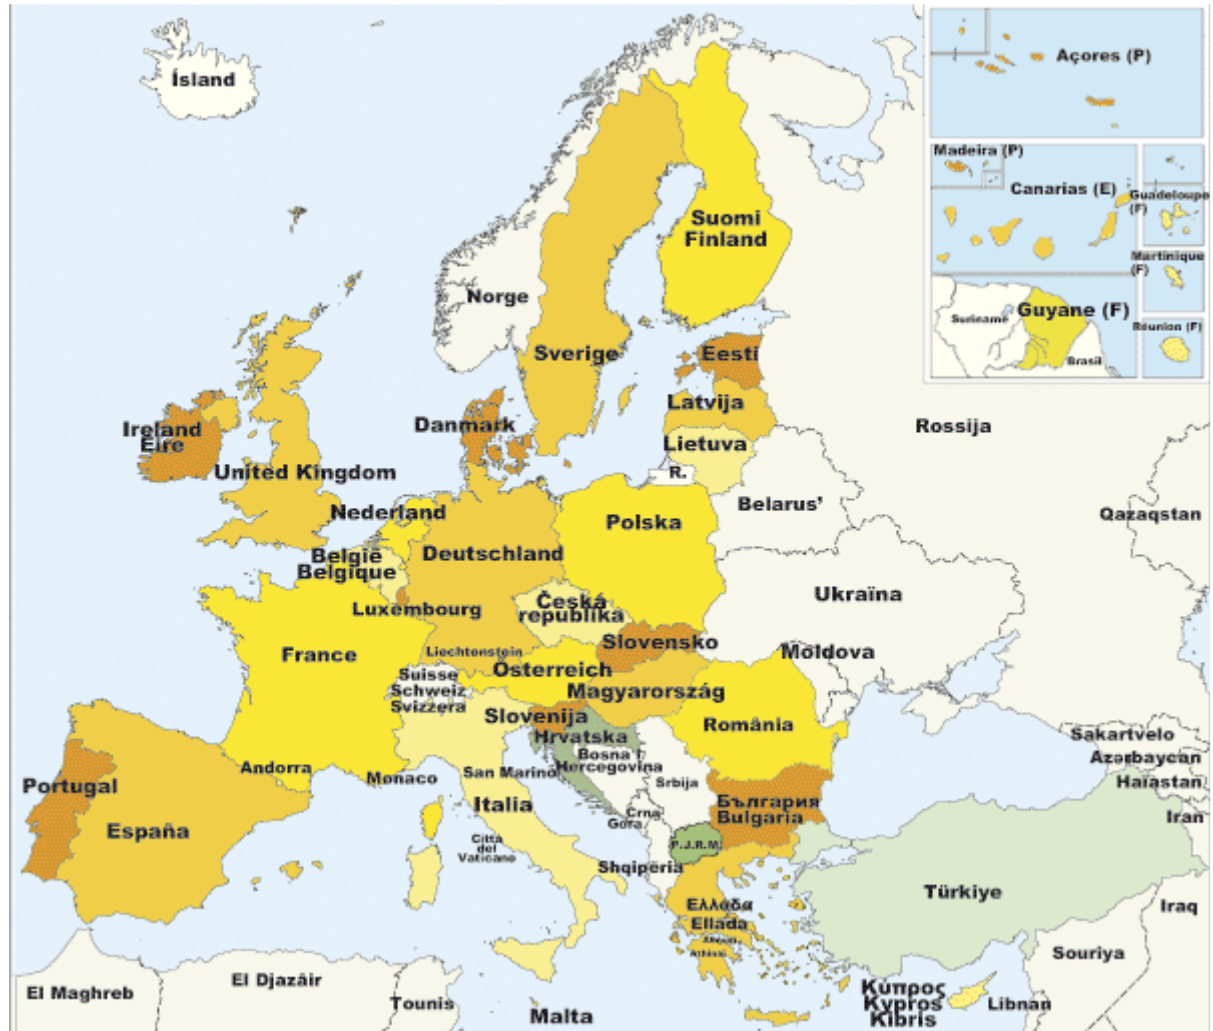 Ísland
Açores (P)
Madeira (P)
Canarias (E)
Guadeloupe
(F)
Martinique
(F)
Guyane (F)
Suriname
Brasil
Réunion (F)
Suomi
Finland
Norge
Sverige
Eesti
Latvija
Lietuva
R.
Danmark
Ireland
Eire
United Kingdom
Rossija
Belarus'
Qazaqstan
Nederland
Polska
België
Belgique
Deutschland
Luxembourg
Česká
republika
Ukraïna
Slovensko
Moldova
France
Liechtenstein
Österreich
Suisse
Schweiz
Svizzera
Magyarország
Slovenija
România
Hrvatska
Bosna i
Hercegovina
Sakartvelo
Azərbaycan
Haïastan
Iran
Andorra
Monaco
San Marino
Srbija
Portugal
España
Italia
Crna
Gora
България
Bulgaria
Città
del
Vaticano
P.J.R.M.
Shqipëria
Türkiye
Ελλαδα
Ellada
Iraq
Souriya
El Maghreb
El Djazâir
Tounis
Malta
Κύπρος
Kypros
Kibris
Libnan